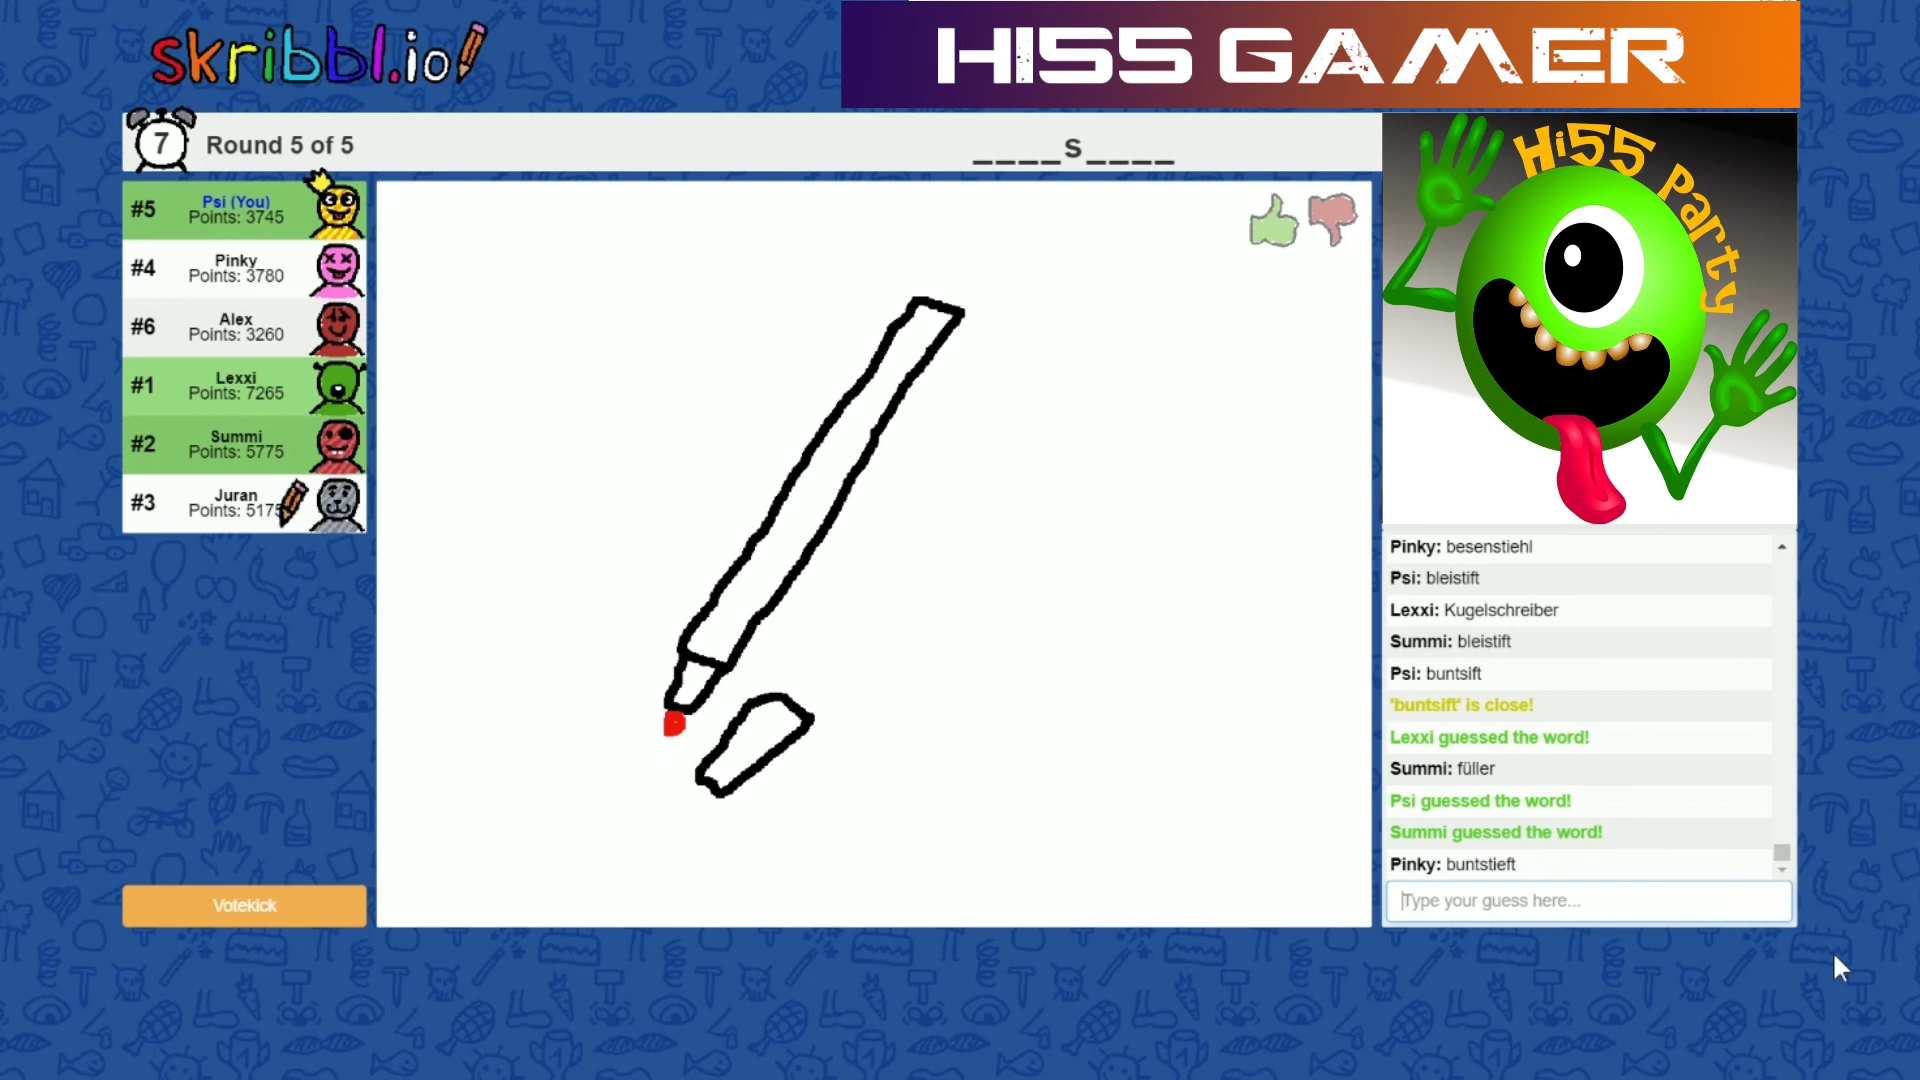 skribbl.io
HI55 GAMER
7
Round 5 of 5
____s____
#5
Psi (You)
Points: 3745
#4
Pinky
Points: 3780
#6
Alex
Points: 3260
#1
Lexxi
Points: 7265
#2
Summi
Points: 5775
#3
Juran
Points: 5175
Votekick
Hi55 Party
Pinky: besenstiehl
Psi: bleistift
Lexxi: Kugelschreiber
Summi: bleistift
Psi: buntsift
'buntsift' is close!
Lexxi guessed the word!
Summi: füller
Psi guessed the word!
Summi guessed the word!
Pinky: buntstieft
Type your guess here...